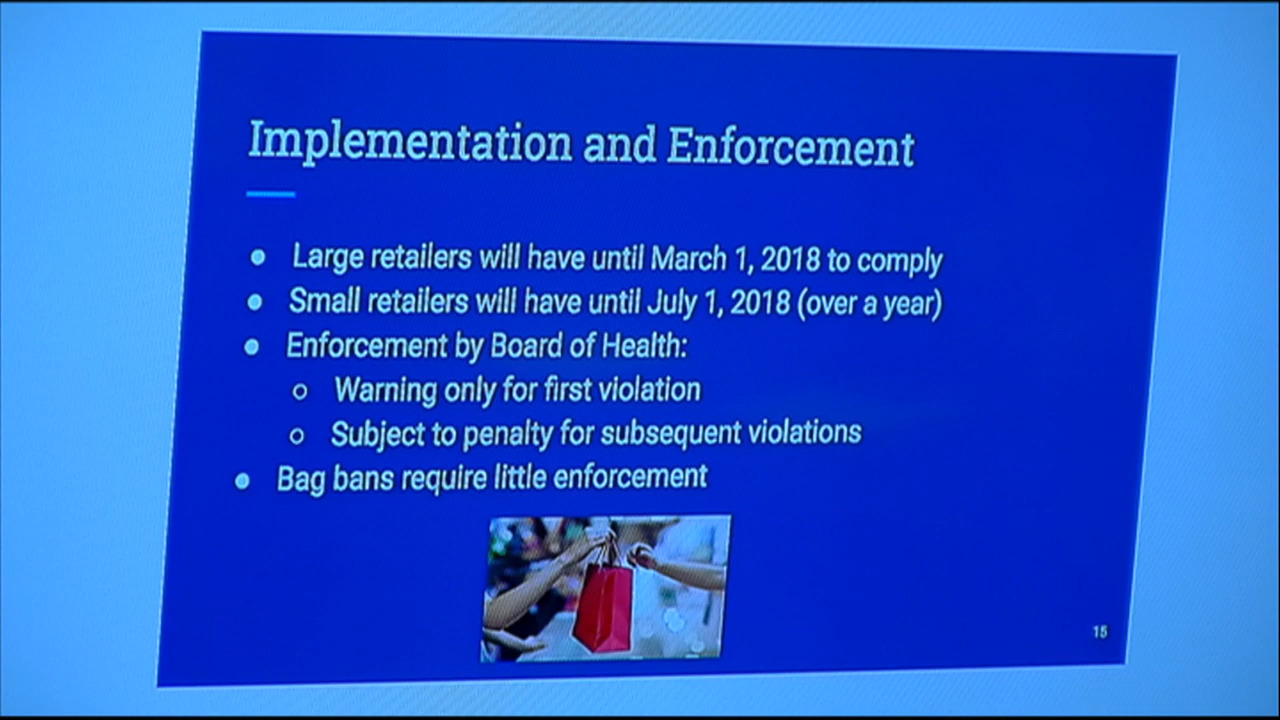 Implementation and Enforcement
● Large retailers will have until March 1, 2018 to comply
● Small retailers will have until July 1, 2018 (over a year)
● Enforcement by Board of Health:
○ Warning only for first violation
○ Subject to penalty for subsequent violations
● Bag bans require little enforcement
15